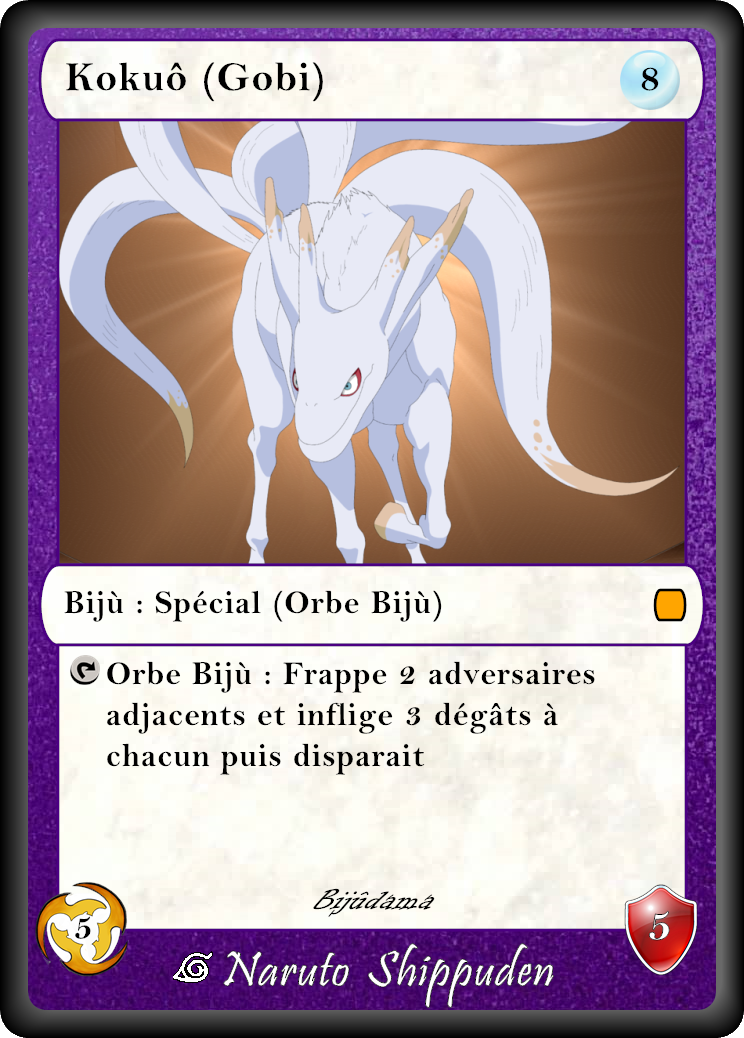 Kokuô (Gobi)
8
Bijù : Spécial (Orbe Bijù)
Orbe Bijù : Frappe 2 adversaires
adjacents et inflige 3 dégâts à
chacun puis disparait
Bijûdama
5
5
Naruto Shippuden